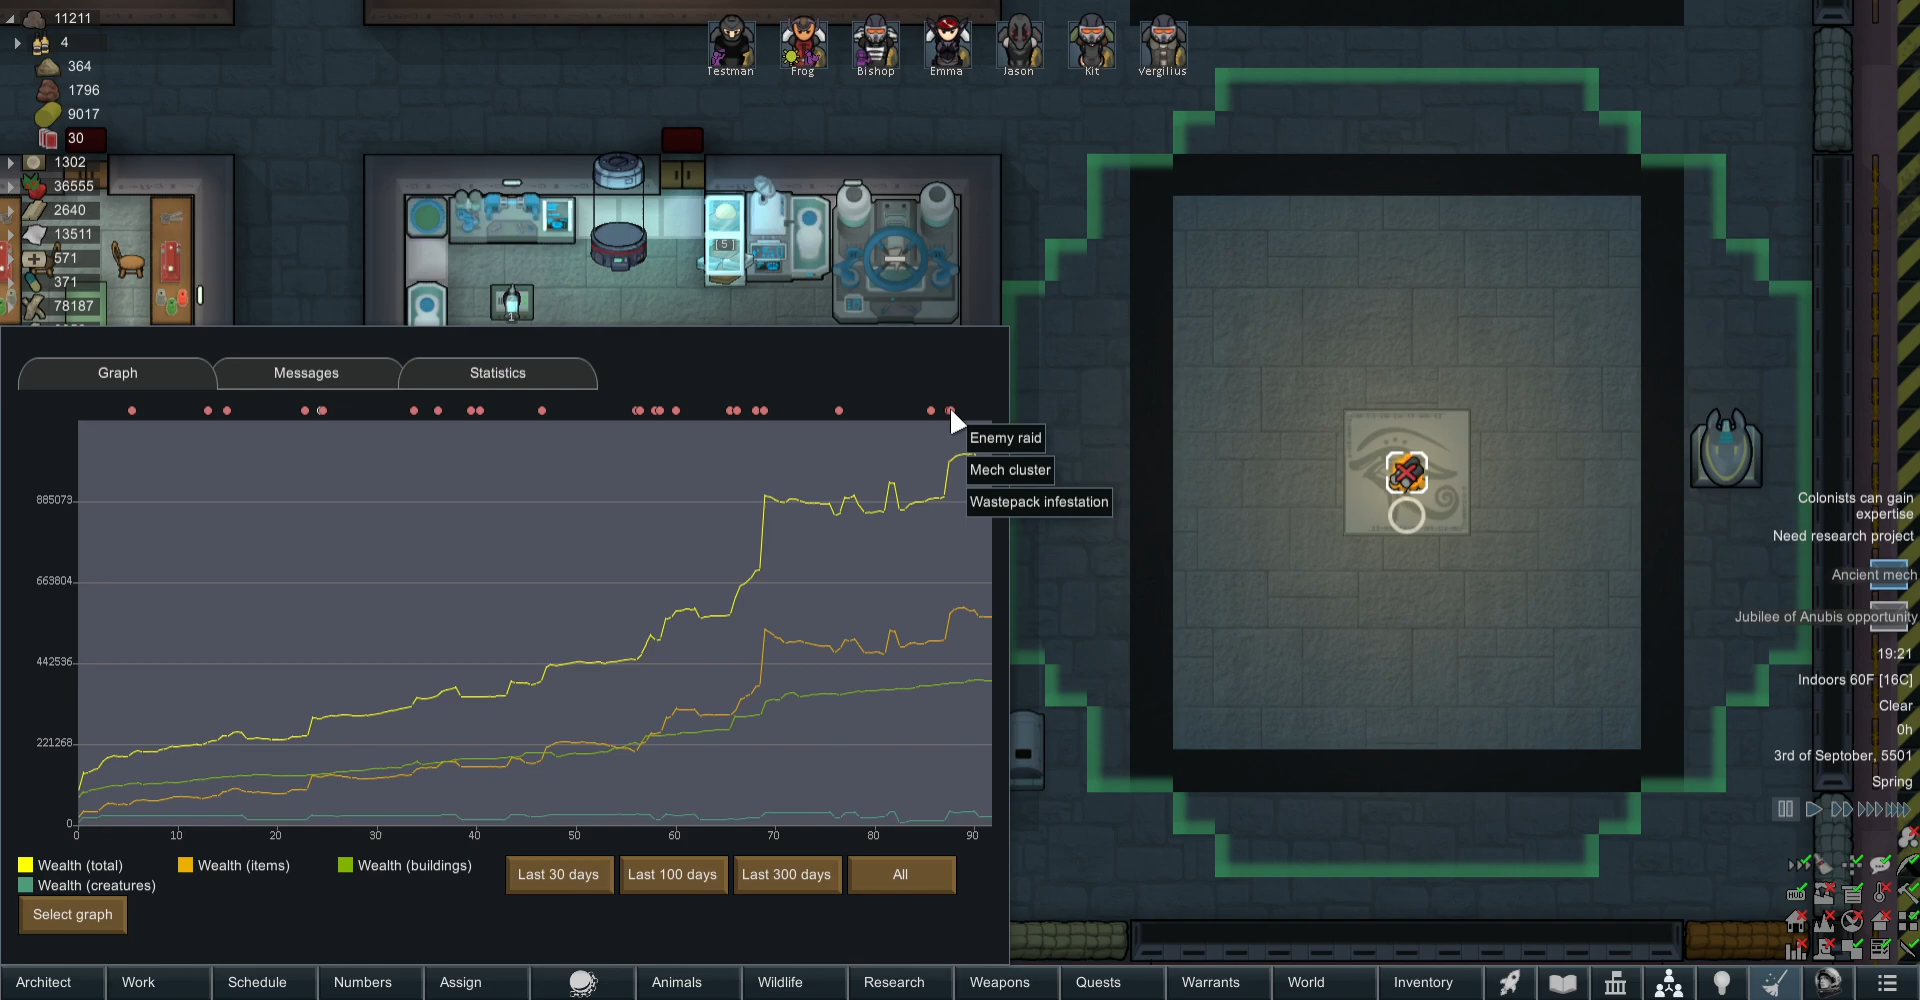 11211
4
364
1796
9017
30
1302
36555
2640
13511
571
371
78187
Testman
Frog
Bishop
Emma
Jason
Kit
Vergilius
5
1
Graph
Messages
Statistics
Enemy raid
Mech cluster
Wastepack infestation
885073
663804
442536
221268
0
0
10
20
30
40
50
60
70
80
90
Wealth (total)
Wealth (items)
Wealth (buildings)
Wealth (creatures)
Last 30 days
Last 100 days
Last 300 days
All
Select graph
Colonists can gain
expertise
Need research project
Ancient mech
Jubilee of Anubis opportunity
19:21
Indoors 60F [16C]
Clear
0h
3rd of Septober, 5501
Spring
HUD
Architect
Work
Schedule
Numbers
Assign
Animals
Wildlife
Research
Weapons
Quests
Warrants
World
Inventory